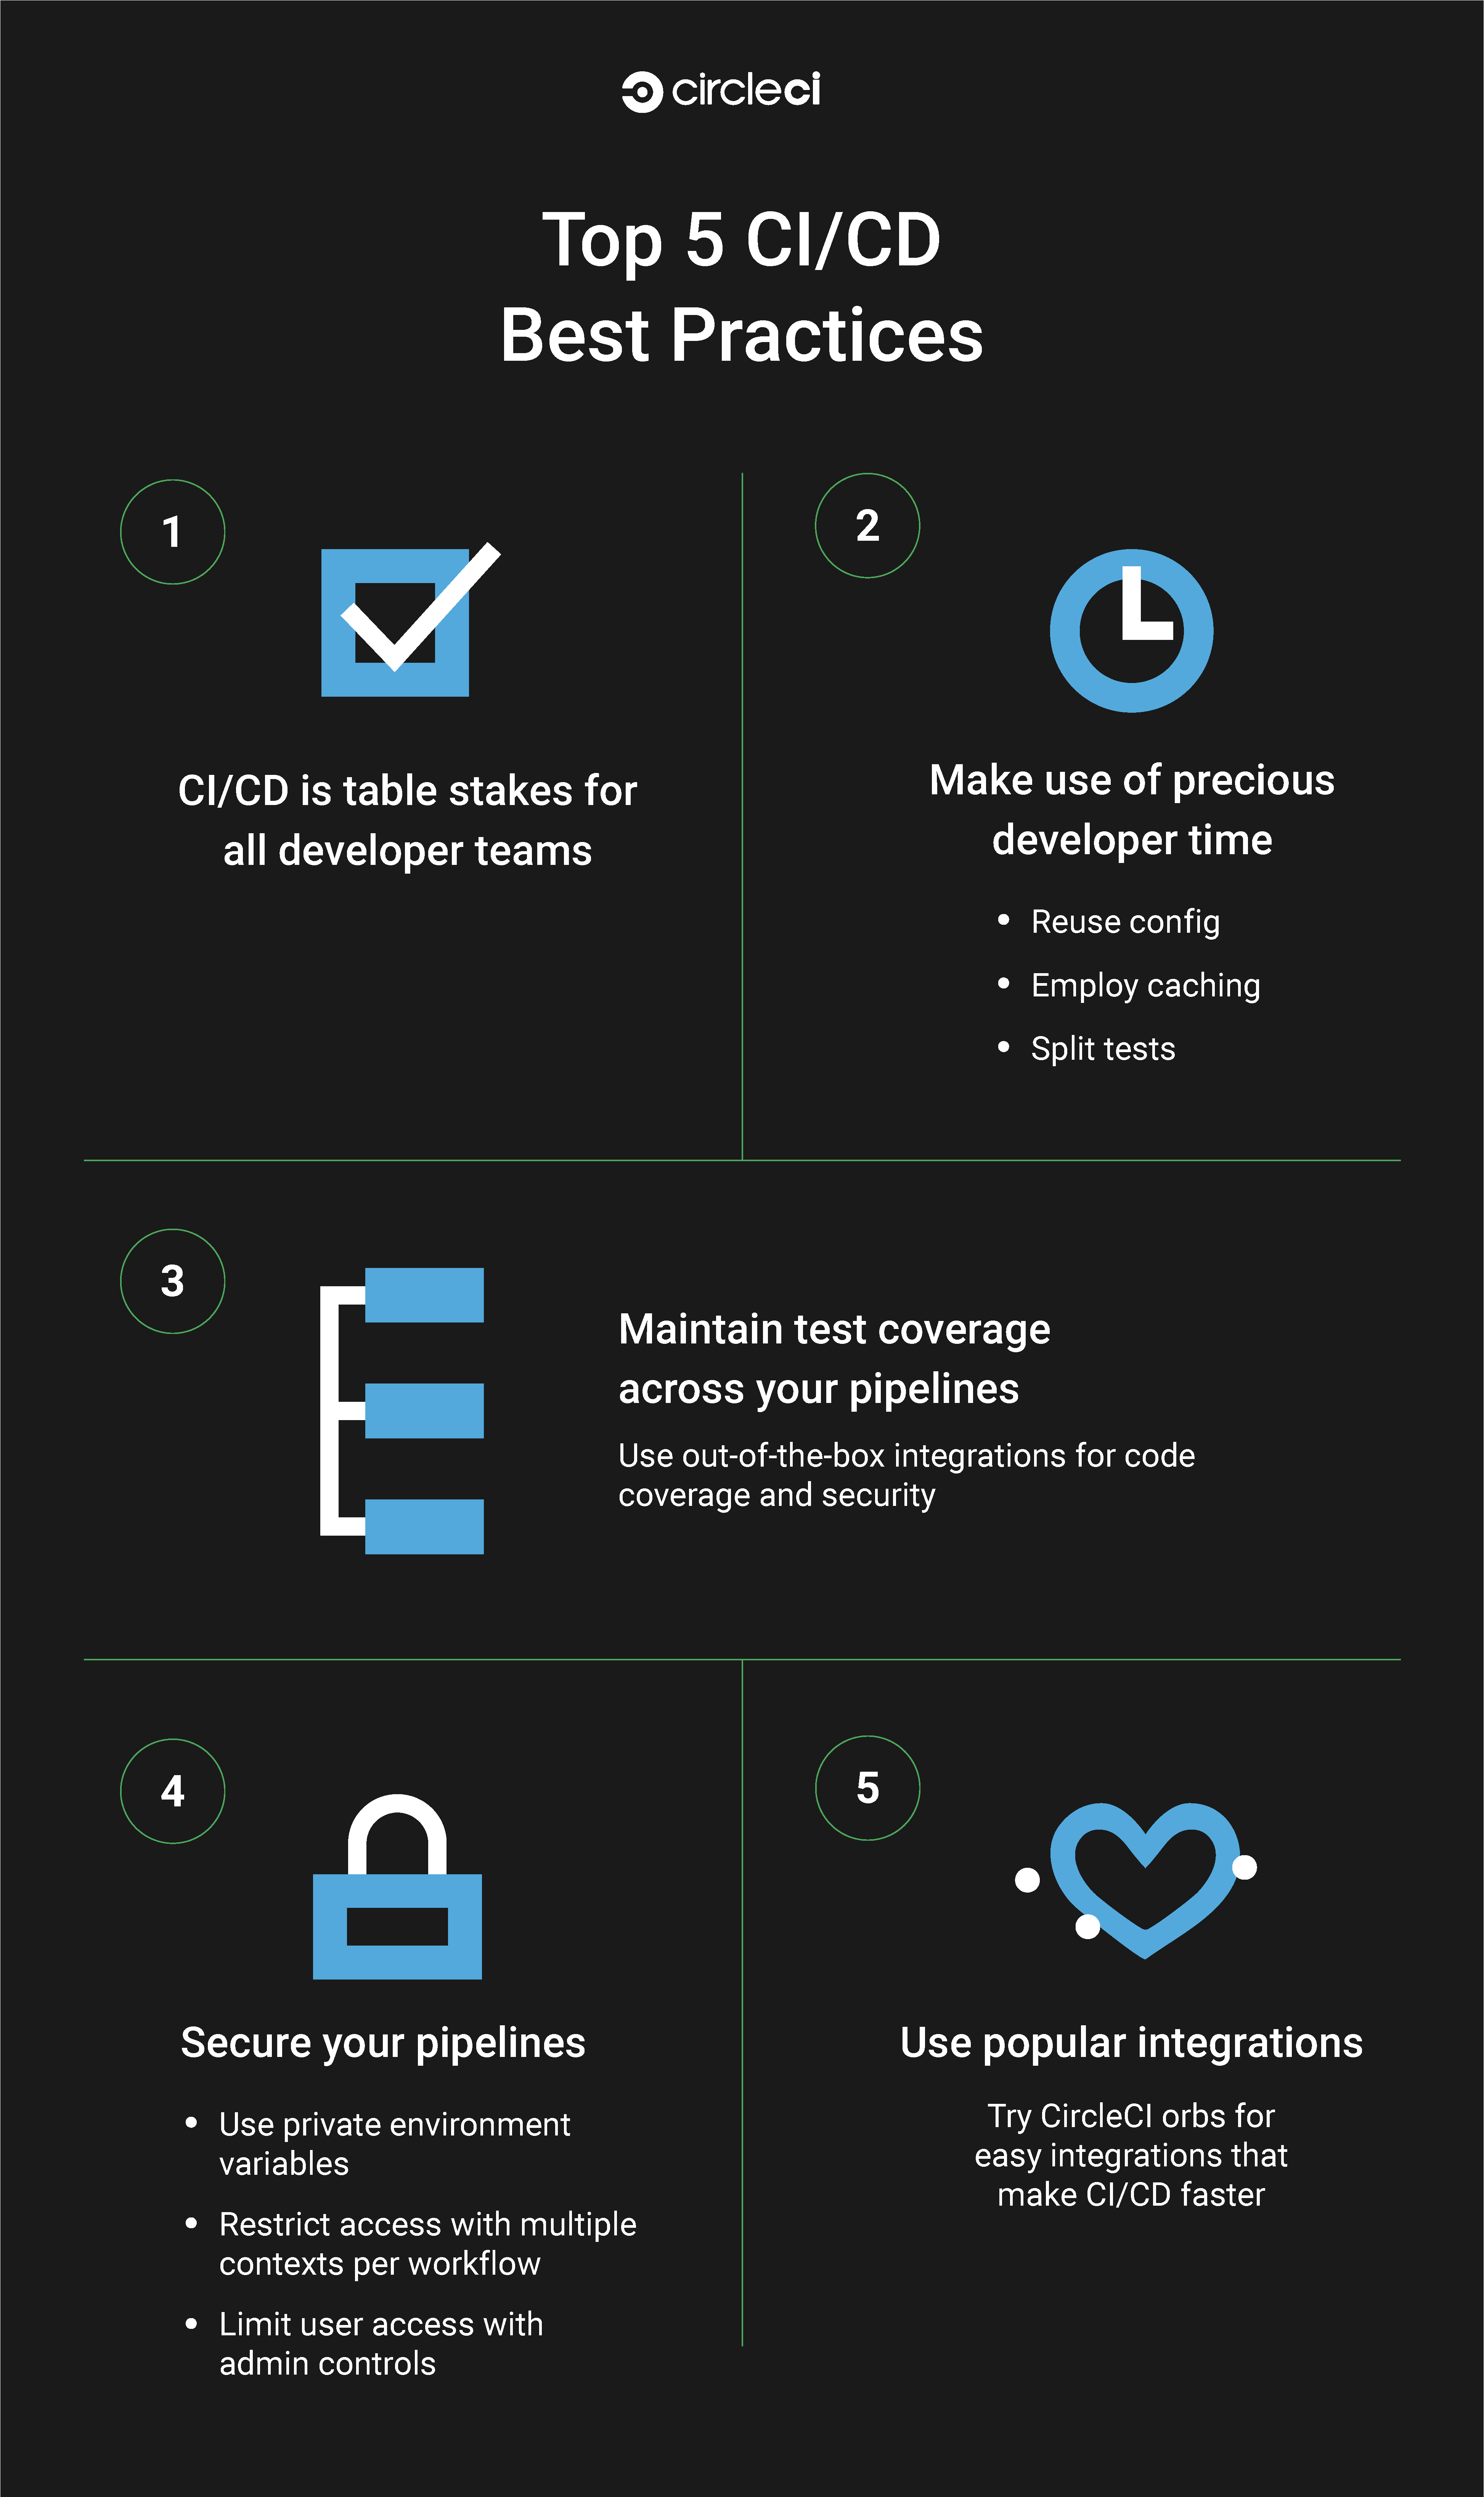 circleci
Top 5 CI/CD
Best Practices
1
CI/CD is table stakes for
all developer teams
2
Make use of precious
developer time
• Reuse config
• Employ caching
• Split tests
3
Maintain test coverage
across your pipelines
Use out-of-the-box integrations for code
coverage and security
4
Secure your pipelines
• Use private environment
variables
• Restrict access with multiple
contexts per workflow
• Limit user access with
admin controls
5
Use popular integrations
Try CircleCI orbs for
easy integrations that
make CI/CD faster